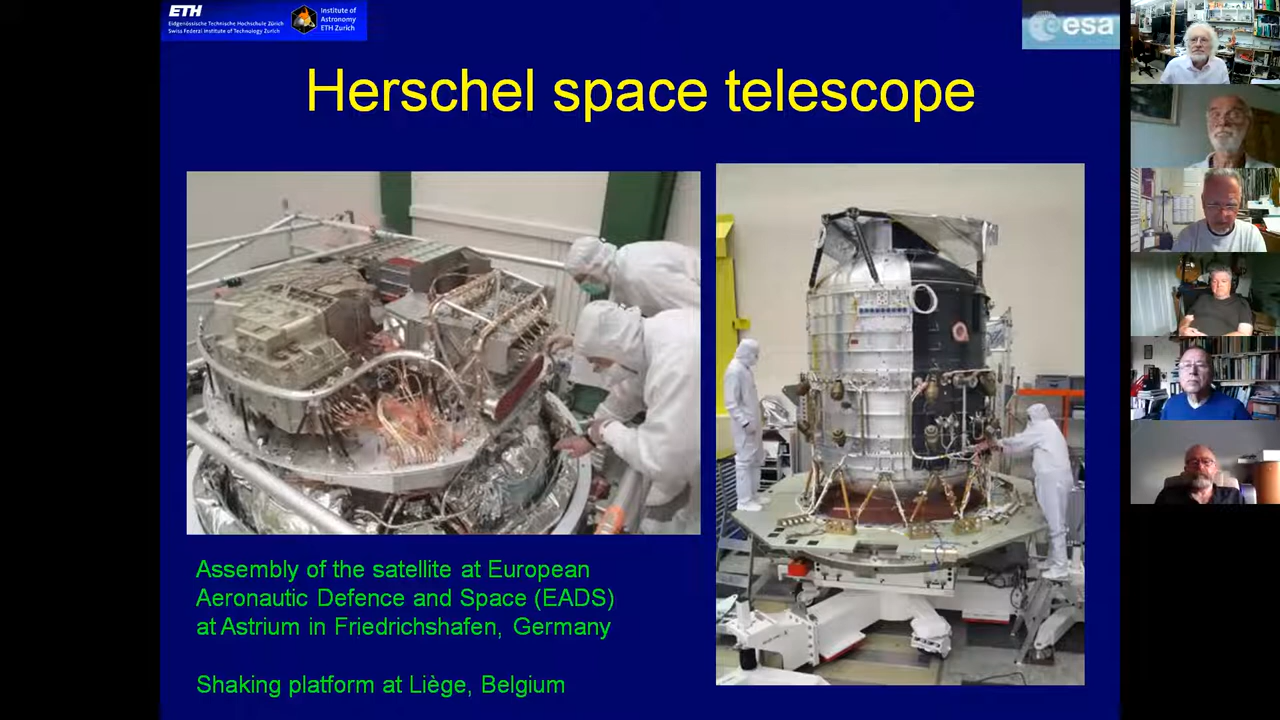 ETH
Eidgenössische Technische Hochschule Zürich
Swiss Federal Institute of Technology Zurich
Institute of
Astronomy
ETH Zurich
esa
Herschel space telescope
Assembly of the satellite at European
Aeronautic Defence and Space (EADS)
at Astrium in Friedrichshafen, Germany
Shaking platform at Liège, Belgium